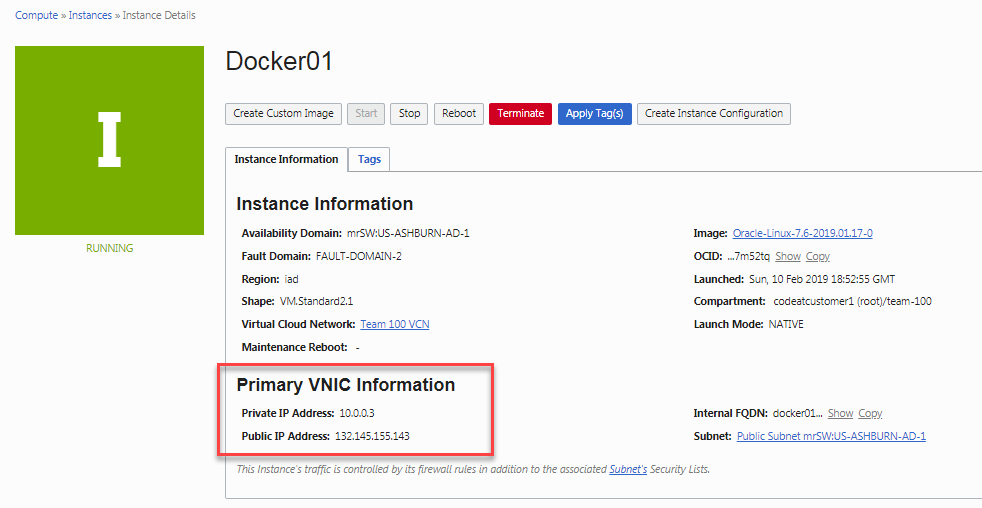 Compute » Instances » Instance Details
I
RUNNING
Docker01
Create Custom Image Start Stop Reboot Terminate Apply Tag(s) Create Instance Configuration
Instance Information Tags
Instance Information
Availability Domain: mrSW:US-ASHBURN-AD-1
Fault Domain: FAULT-DOMAIN-2
Region: iad
Shape: VM.Standard2.1
Virtual Cloud Network: Team 100 VCN
Maintenance Reboot: -
Image: Oracle-Linux-7.6-2019.01.17-0
OCID: ...7m52tq Show Copy
Launched: Sun, 10 Feb 2019 18:52:55 GMT
Compartment: codeatcustomer1 (root)/team-100
Launch Mode: NATIVE
Primary VNIC Information
Private IP Address: 10.0.0.3
Public IP Address: 132.145.155.143
Internal FQDN: docker01... Show Copy
Subnet: Public Subnet mrSW:US-ASHBURN-AD-1
This Instance's traffic is controlled by its firewall rules in addition to the associated Subnet's Security Lists.